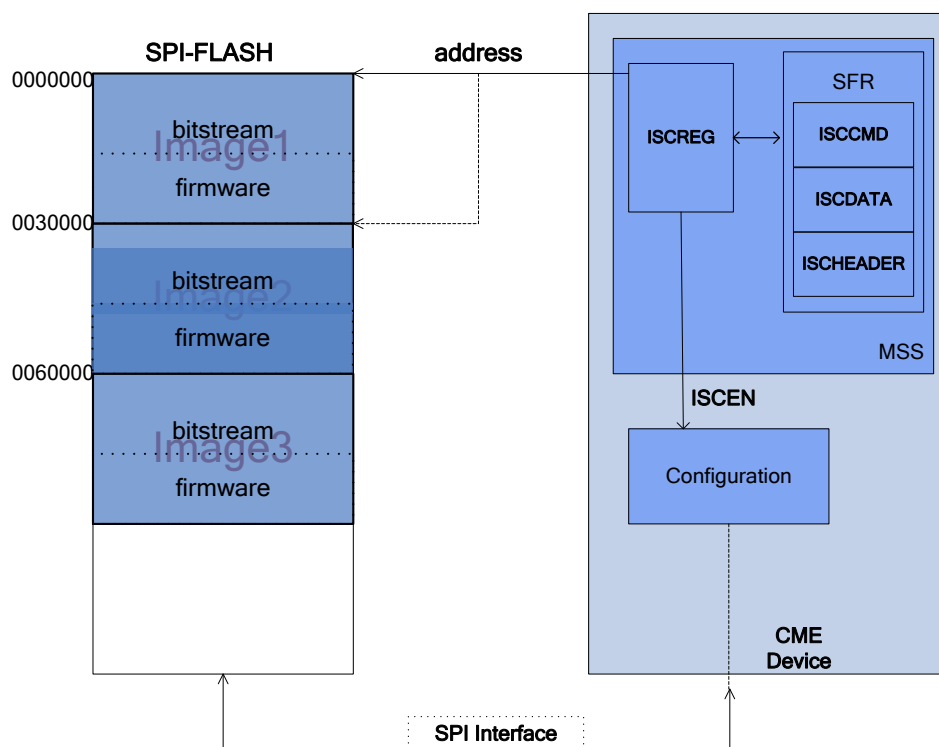 SPI-FLASH
address
0000000
bitstream
Image1
firmware
0030000
bitstream
Image2
firmware
0060000
bitstream
Image3
firmware
SFR
ISCREG
ISCCMD
ISCDATA
ISCHEADER
MSS
ISCEN
Configuration
CME
Device
SPI Interface